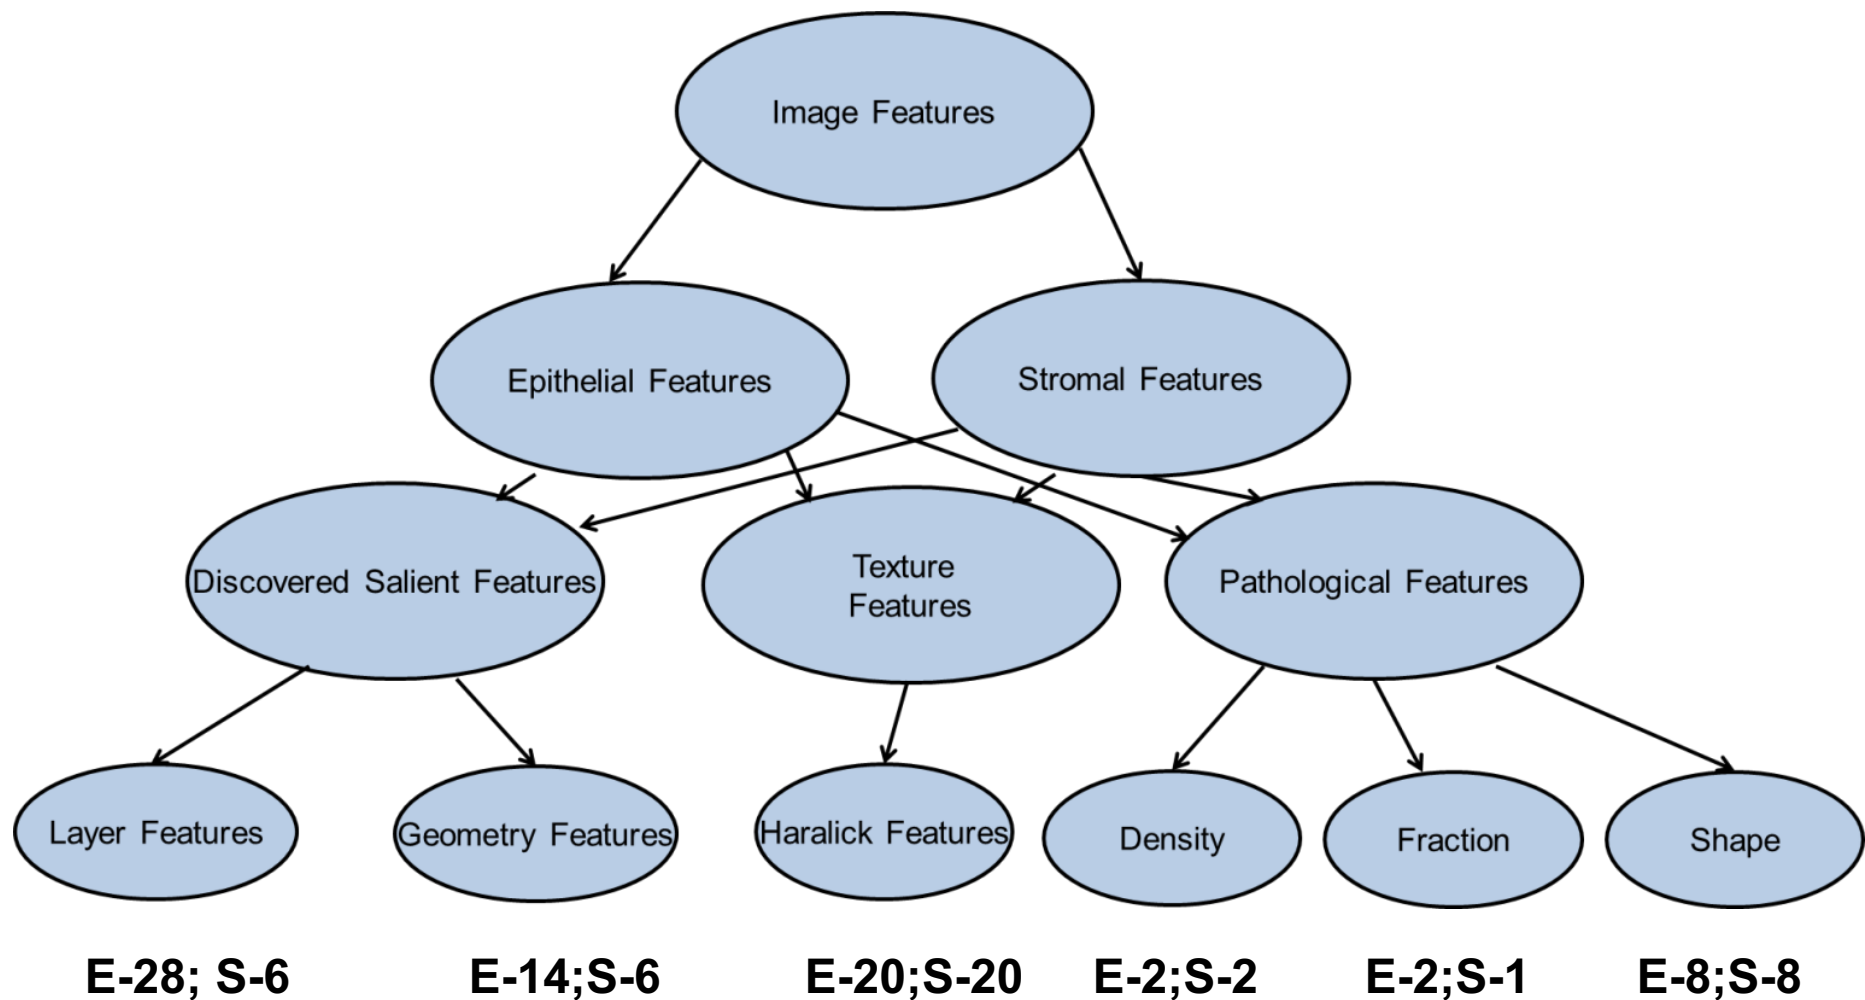 Image Features
Epithelial Features
Stromal Features
Discovered Salient Features
Texture
Features
Pathological Features
Layer Features
Geometry Features
Haralick Features
Density
Fraction
Shape
E-28; S-6
E-14;S-6
E-20;S-20
E-2;S-2
E-2;S-1
E-8;S-8